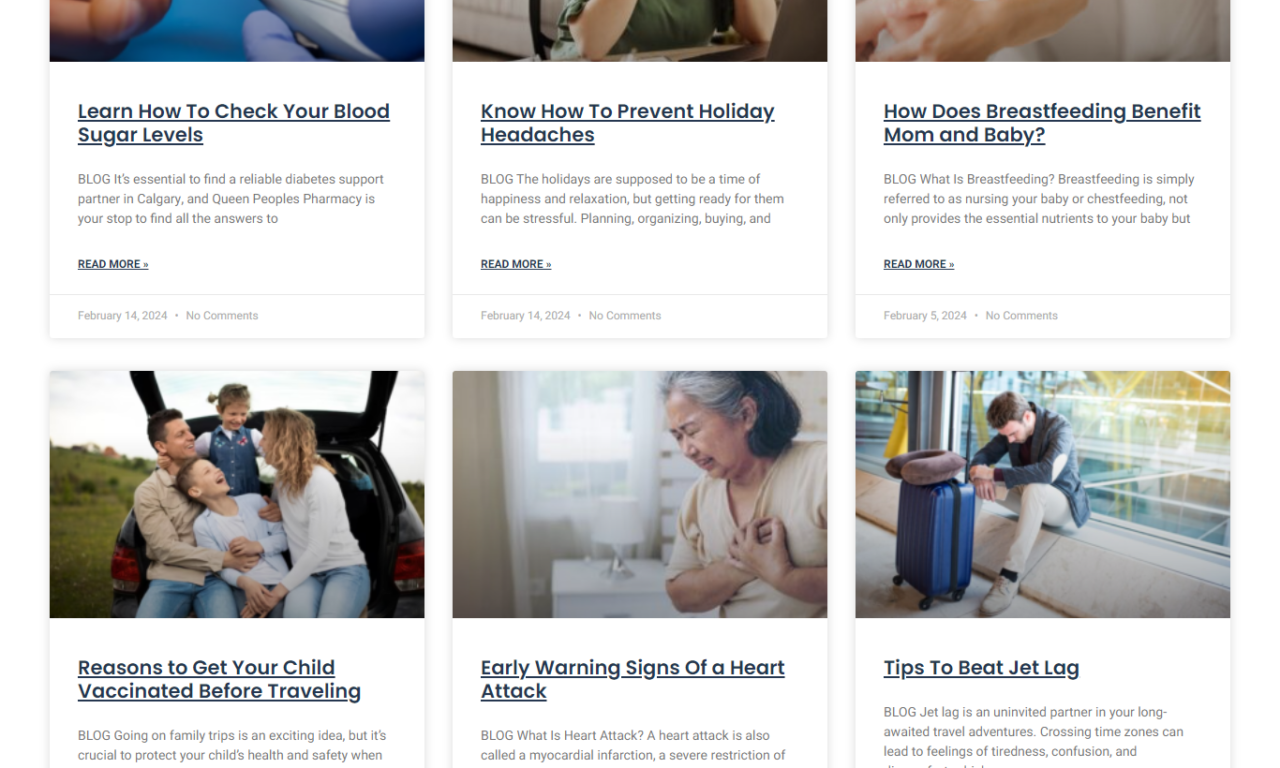 Learn How To Check Your Blood
Sugar Levels
BLOG It's essential to find a reliable diabetes support
partner in Calgary, and Queen Peoples Pharmacy is
your stop to find all the answers to
READ MORE »
February 14, 2024 • No Comments
Know How To Prevent Holiday
Headaches
BLOG The holidays are supposed to be a time of
happiness and relaxation, but getting ready for them
can be stressful. Planning, organizing, buying, and
READ MORE »
February 14, 2024 • No Comments
How Does Breastfeeding Benefit
Mom and Baby?
BLOG What Is Breastfeeding? Breastfeeding is simply
referred to as nursing your baby or chestfeeding, not
only provides the essential nutrients to your baby but
READ MORE »
February 5, 2024 • No Comments
Reasons to Get Your Child
Vaccinated Before Traveling
BLOG Going on family trips is an exciting idea, but it's
crucial to protect your child's health and safety when
Early Warning Signs Of a Heart
Attack
BLOG What Is Heart Attack? A heart attack is also
called a myocardial infarction, a severe restriction of
Tips To Beat Jet Lag
BLOG Jet lag is an uninvited partner in your long-
awaited travel adventures. Crossing time zones can
lead to feelings of tiredness, confusion, and